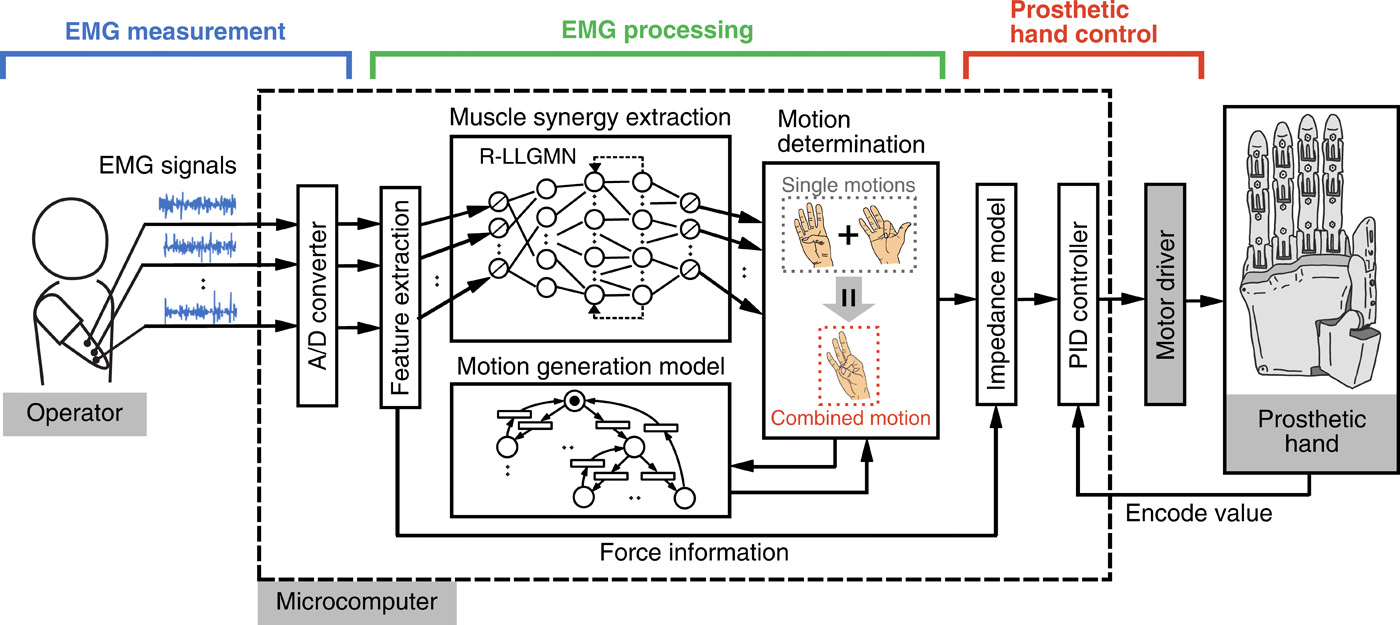 EMG measurement
EMG processing
Prosthetic
hand control
EMG signals
Operator
A/D converter
Feature extraction
Muscle synergy extraction
R-LLGMN
Motion generation model
Motion
determination
Single motions
+
=
Combined motion
Impedance model
PID controller
Motor driver
Prosthetic
hand
Encode value
Force information
Microcomputer